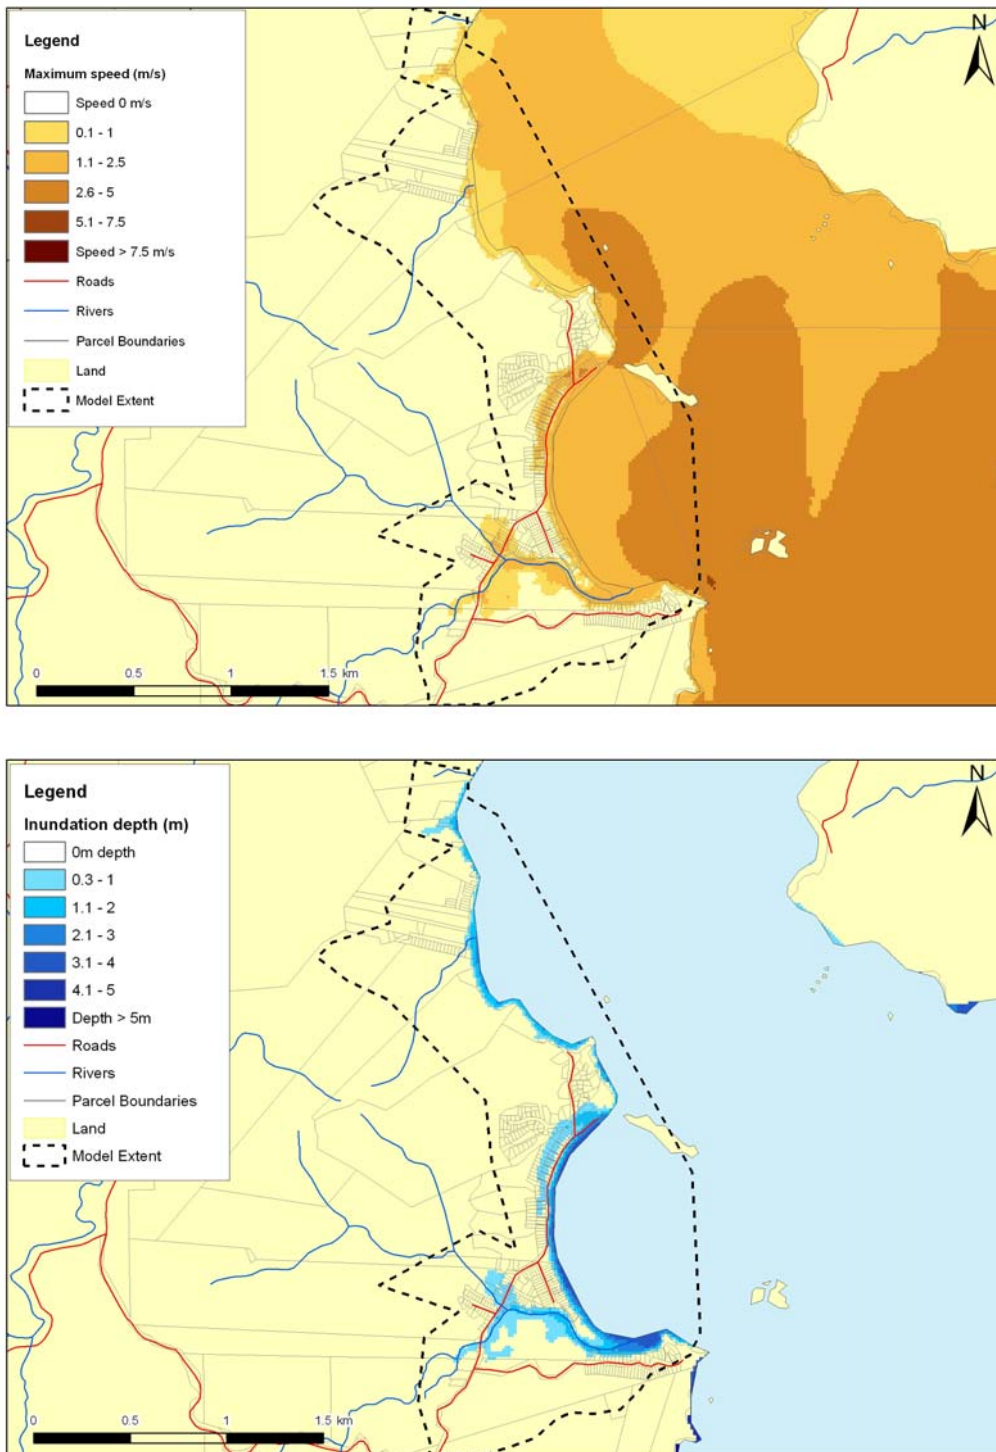 Legend
N
Maximum speed (m/s)
Speed 0 m/s
0.1 - 1
1.1 - 2.5
2.6 - 5
5.1 - 7.5
Speed > 7.5 m/s
Roads
Rivers
Parcel Boundaries
Land
Model Extent
0 0.5 1 1.5 km
Legend
N
Inundation depth (m)
0m depth
0.3 - 1
1.1 - 2
2.1 - 3
3.1 - 4
4.1 - 5
Depth > 5m
Roads
Rivers
Parcel Boundaries
Land
Model Extent
0 0.5 1 1.5 km